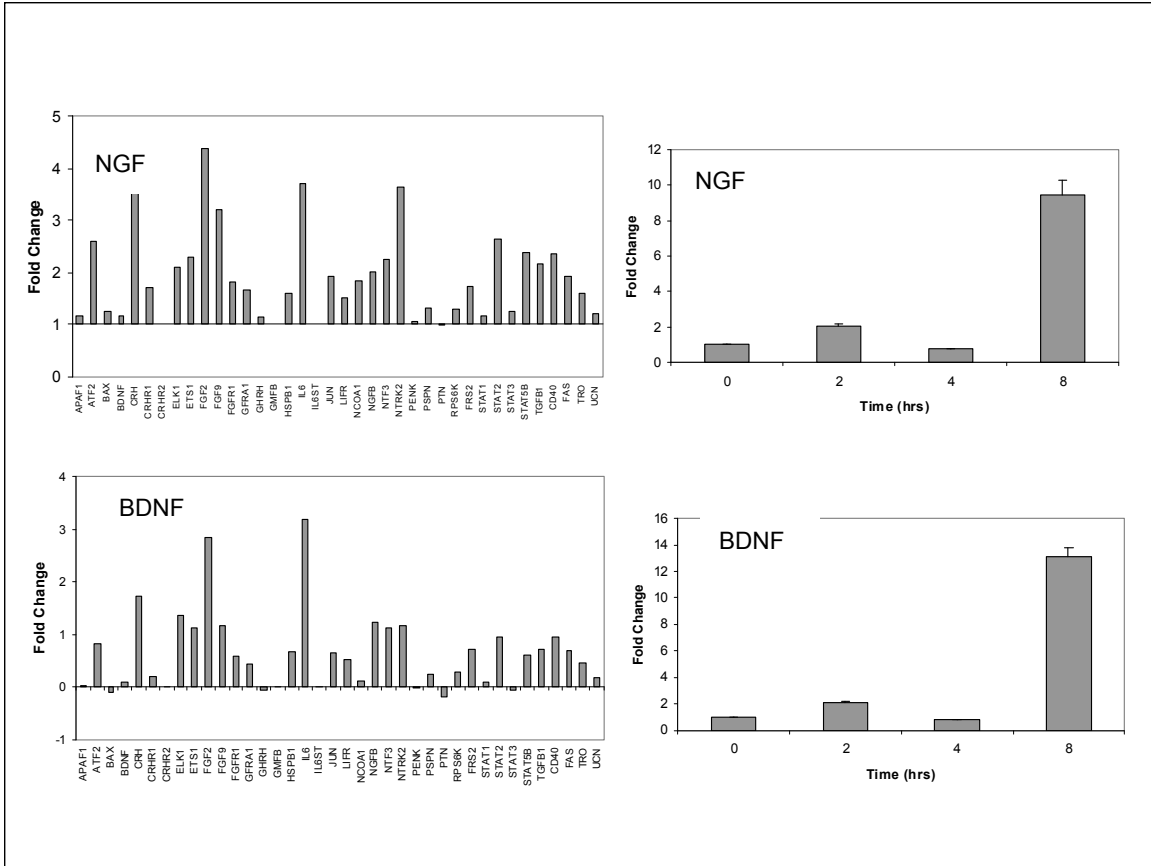 5
4
3
2
1
0
Fold Change
NGF
APAF1
ATF2
BAX
BDNF
CRH
CRHR1
CRHR2
ELK1
ETS1
FGF2
FGF9
FGFR1
GFRA1
GHRH
GMFB
HSPB1
IL6
IL6ST
JUN
LIFR
NCOA1
NGFB
NTF3
NTRK2
PENK
PSPN
PTN
RPS6K
FRS2
STAT1
STAT2
STAT3
STAT5B
TGFB1
CD40
FAS
TRO
UCN
12
10
8
6
4
2
0
Fold Change
NGF
0 2 4 8
Time (hrs)
4
3
2
1
0
-1
Fold Change
BDNF
APAF1
ATF2
BAX
BDNF
CRH
CRHR1
CRHR2
ELK1
ETS1
FGF2
FGF9
FGFR1
GFRA1
GHRH
GMFB
HSPB1
IL6
IL6ST
JUN
LIFR
NCOA1
NGFB
NTF3
NTRK2
PENK
PSPN
PTN
RPS6K
FRS2
STAT1
STAT2
STAT3
STAT5B
TGFB1
CD40
FAS
TRO
UCN
16
14
12
10
8
6
4
2
0
Fold Change
BDNF
0 2 4 8
Time (hrs)